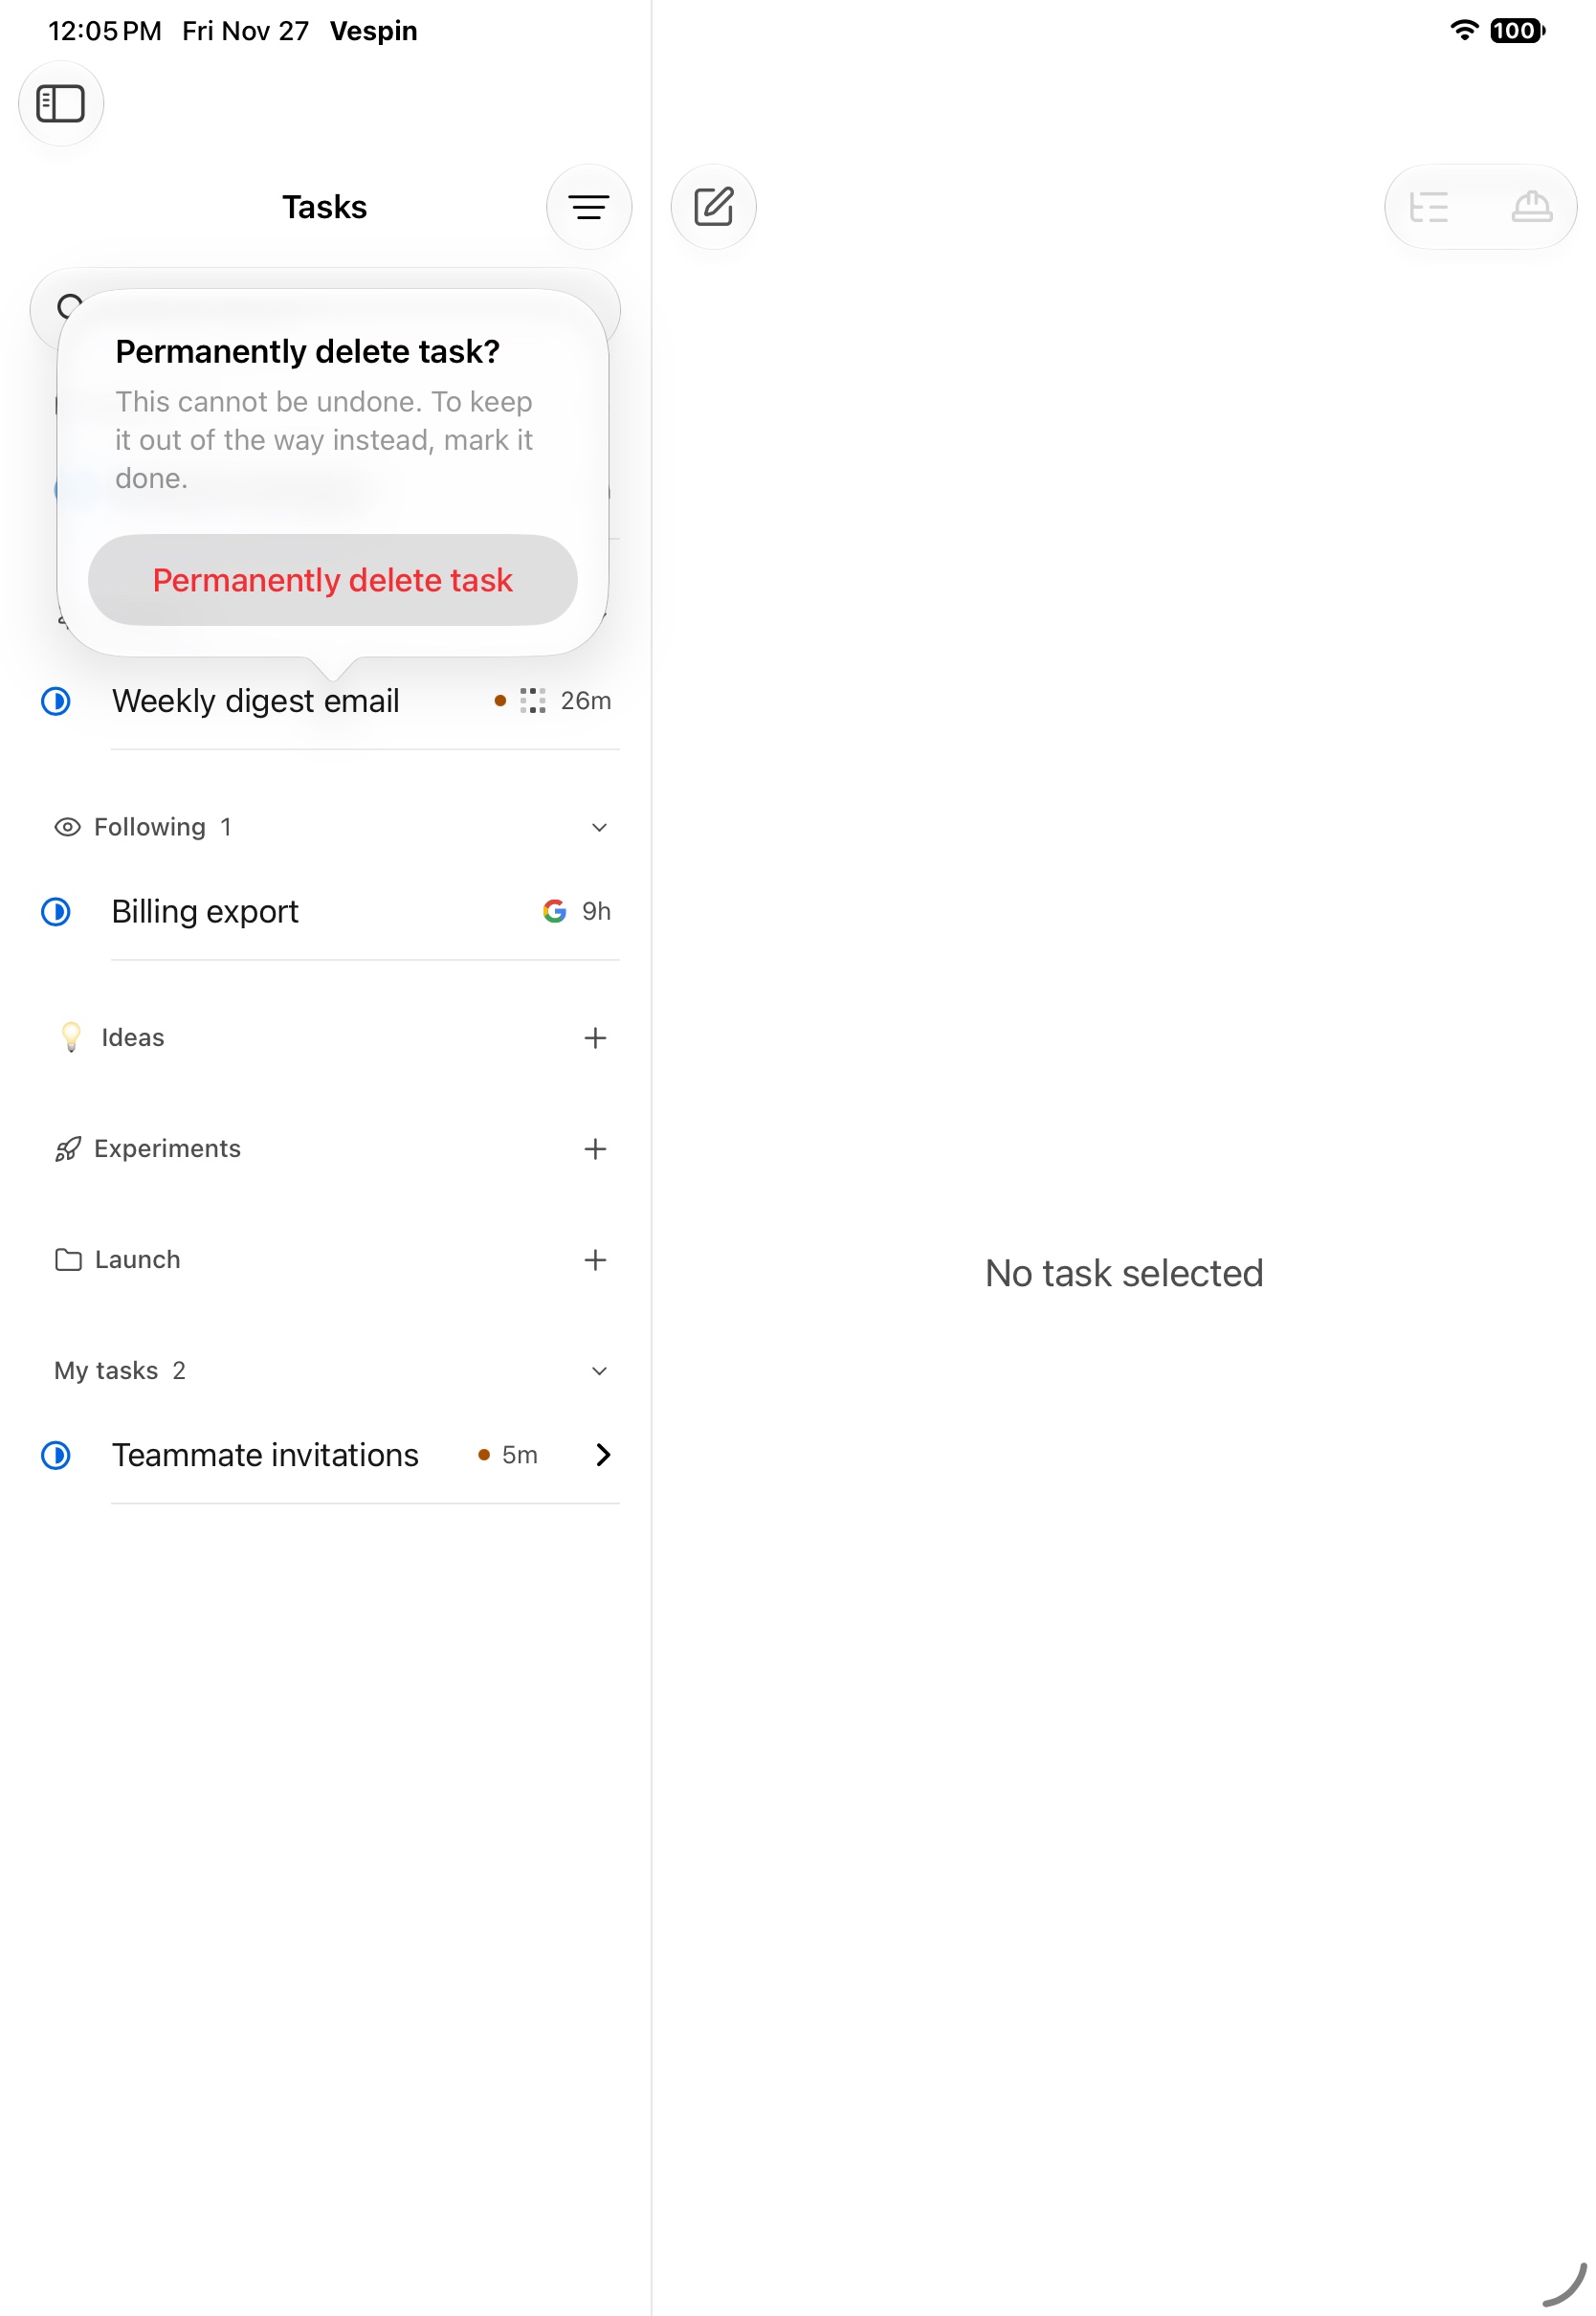 12:05 PM Fri Nov 27 Vespin
100
Tasks
Permanently delete task?
This cannot be undone. To keep
it out of the way instead, mark it
done.
Permanently delete task
Weekly digest email 26m
Following 1
Billing export 9h
Ideas
Experiments
Launch
No task selected
My tasks 2
Teammate invitations 5m